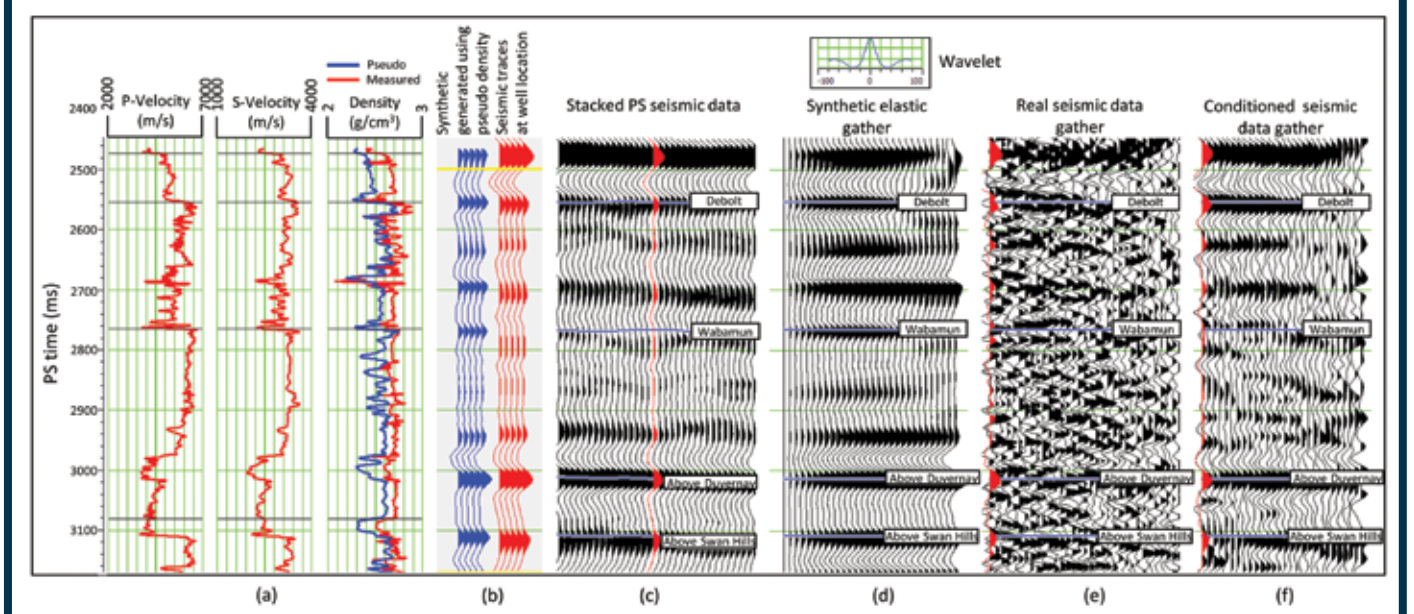 Pseudo
Measured
2000
P-Velocity
(m/s)
7000
S-Velocity
(m/s)
4000
2
Density
(g/cm³)
3
Synthetic
generated using
pseudo density
Seismic traces
at well location
Stacked PS seismic data
-100
0
100
Wavelet
Synthetic elastic
gather
Real seismic data
gather
Conditioned seismic
data gather
PS time (ms)
2400
2500
2600
2700
2800
2900
3000
3100
Debolt
Debolt
Debolt
Debolt
Wabamun
Wabamun
Wabamun
Wabamun
Above Duvernay
Above Duvernay
Above Duvernay
Above Duvernay
Above Swan Hills
Above Swan Hills
Above Swan Hills
Above Swan Hills
(a)
(b)
(c)
(d)
(e)
(f)